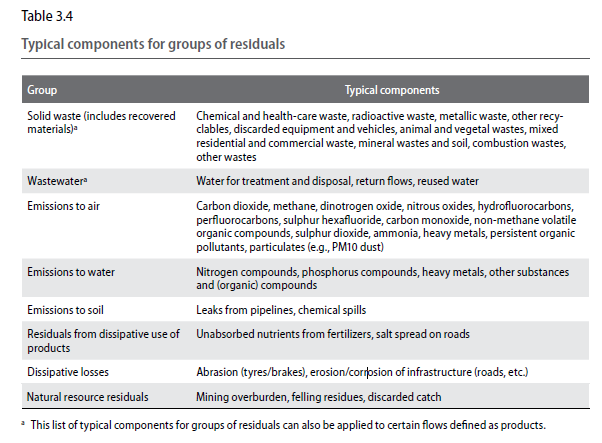 Table 3.4
Typical components for groups of residuals
Group Typical components
Solid waste (includes recovered
materials)ᵃ
Chemical and health-care waste, radioactive waste, metallic waste, other recy-
clables, discarded equipment and vehicles, animal and vegetal wastes, mixed
residential and commercial waste, mineral wastes and soil, combustion wastes,
other wastes
Wastewaterᵃ Water for treatment and disposal, return flows, reused water
Emissions to air Carbon dioxide, methane, dinotrogen oxide, nitrous oxides, hydrofluorocarbons,
perfluorocarbons, sulphur hexafluoride, carbon monoxide, non-methane volatile
organic compounds, sulphur dioxide, ammonia, heavy metals, persistent organic
pollutants, particulates (e.g., PM10 dust)
Emissions to water Nitrogen compounds, phosphorus compounds, heavy metals, other substances
and (organic) compounds
Emissions to soil Leaks from pipelines, chemical spills
Residuals from dissipative use of
products
Unabsorbed nutrients from fertilizers, salt spread on roads
Dissipative losses Abrasion (tyres/brakes), erosion/corrosion of infrastructure (roads, etc.)
Natural resource residuals Mining overburden, felling residues, discarded catch
ᵃ This list of typical components for groups of residuals can also be applied to certain flows defined as products.